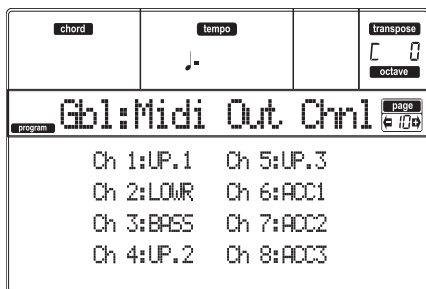 chord tempo transpose
♩= C 0
octave
program Gbl:Midi Out Chnl page
10
Ch 1:UP.1 Ch 5:UP.3
Ch 2:LOWR Ch 6:ACC1
Ch 3:BASS Ch 7:ACC2
Ch 4:UP.2 Ch 8:ACC3